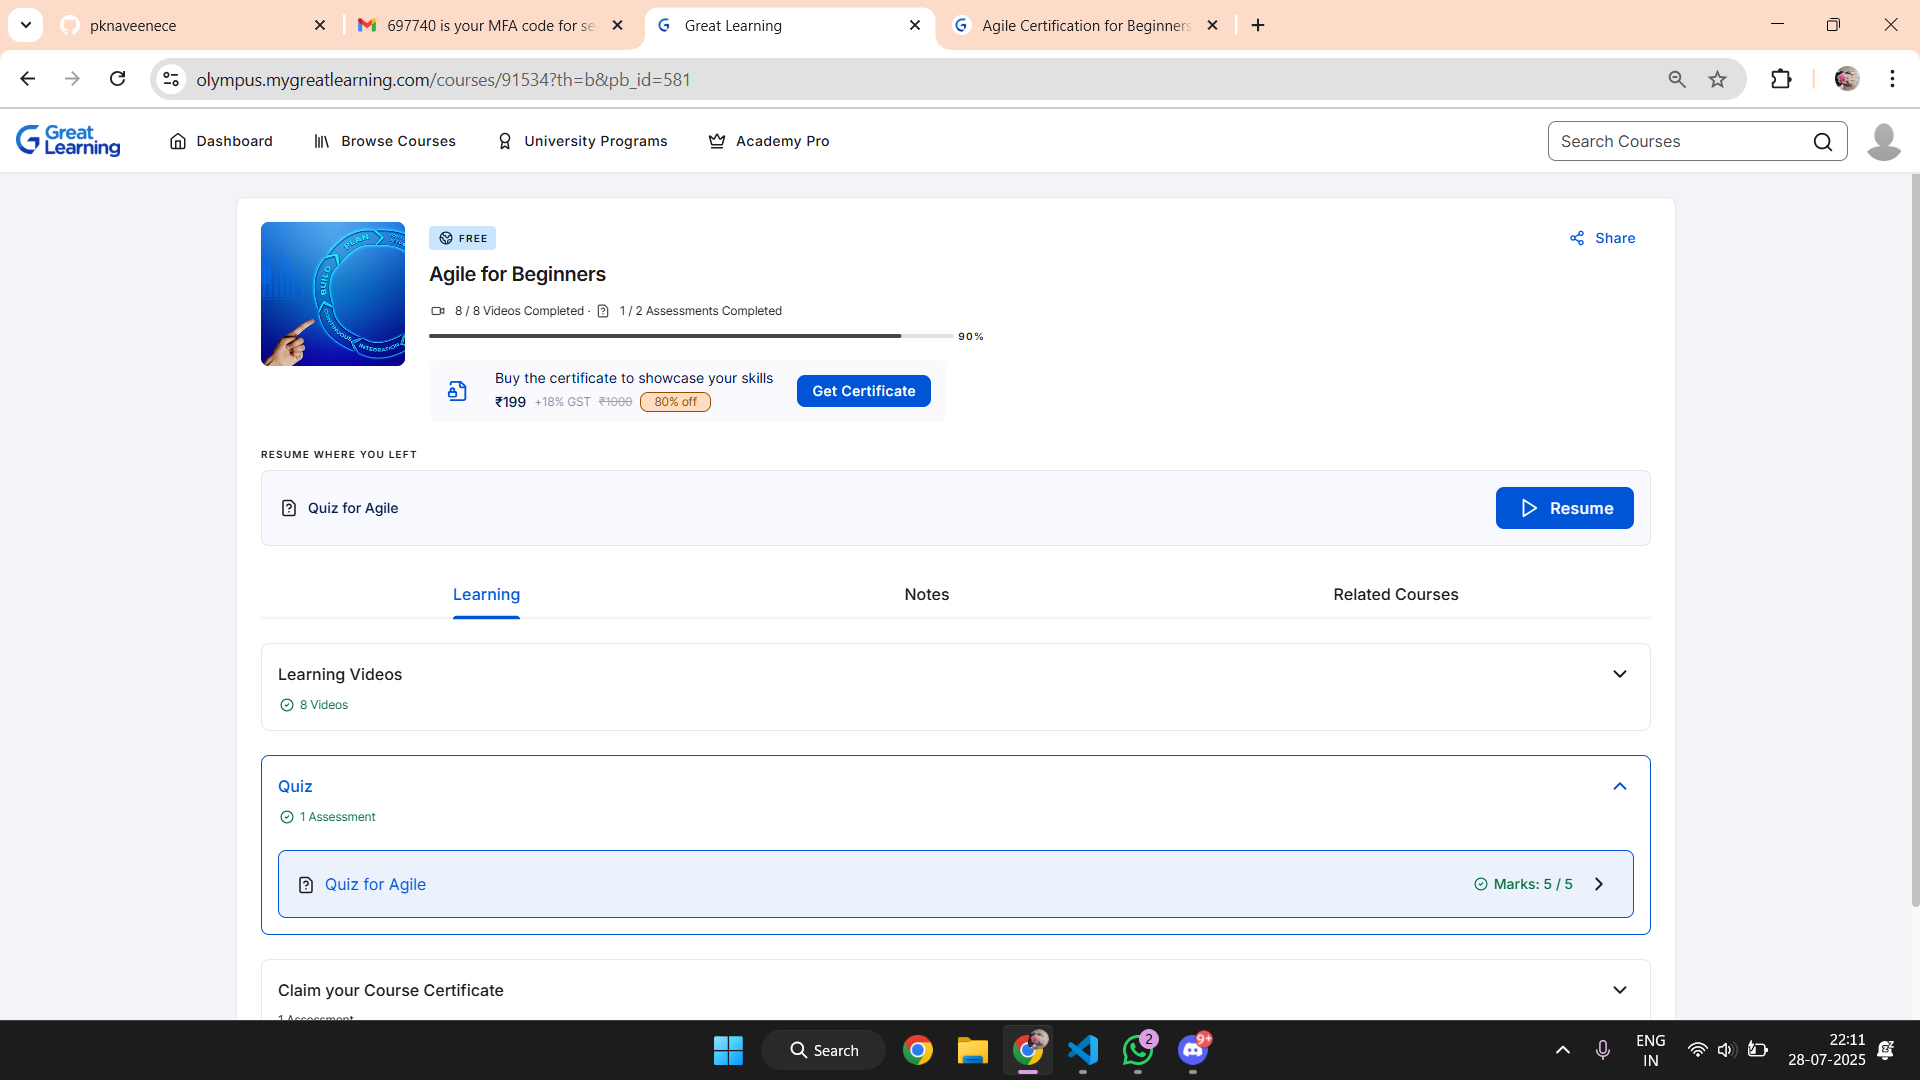 pknaveenece
697740 is your MFA code for se
Great Learning
Agile Certification for Beginners
olympus.mygreatlearning.com/courses/91534?th=b&pb_id=581
Great Learning
Dashboard
Browse Courses
University Programs
Academy Pro
Search Courses
PLAN
BUILD
CONTINUOUS
INTEGRATION
FREE
Share
Agile for Beginners
8 / 8 Videos Completed · 1 / 2 Assessments Completed
90%
Buy the certificate to showcase your skills
₹199 +18% GST ₹1000 80% off
Get Certificate
RESUME WHERE YOU LEFT
Quiz for Agile
Resume
Learning
Notes
Related Courses
Learning Videos
8 Videos
Quiz
1 Assessment
Quiz for Agile
Marks: 5 / 5
Claim your Course Certificate
1 Assessment
Search
2
9+
ENG
IN
22:11
28-07-2025